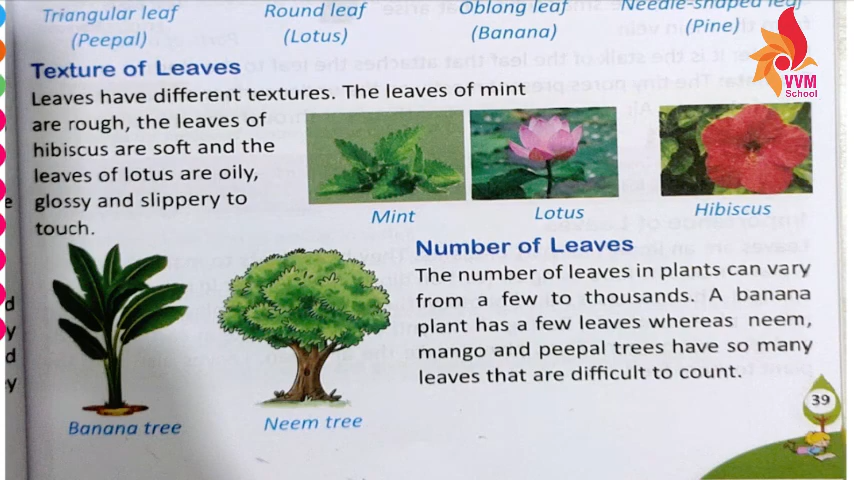 Triangular leaf
(Peepal)
Round leaf
(Lotus)
Oblong leaf
(Banana)
Needle-shaped leaf
(Pine)
VVM
School
Texture of Leaves
Leaves have different textures. The leaves of mint
are rough, the leaves of
hibiscus are soft and the
leaves of lotus are oily,
glossy and slippery to
touch.
Mint
Lotus
Hibiscus
Number of Leaves
The number of leaves in plants can vary
from a few to thousands. A banana
plant has a few leaves whereas neem,
mango and peepal trees have so many
leaves that are difficult to count.
Banana tree
Neem tree
39